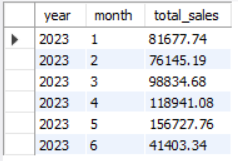 year month total_sales
2023 1 81677.74
2023 2 76145.19
2023 3 98834.68
2023 4 118941.08
2023 5 156727.76
2023 6 41403.34